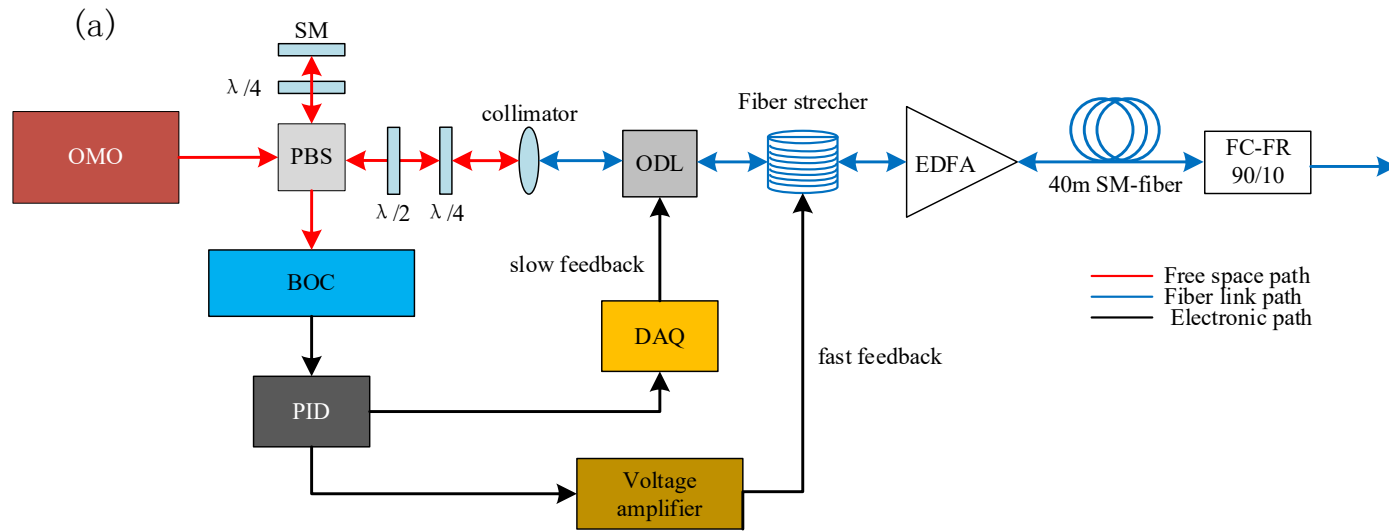 (a)
SM
λ/4
collimator
Fiber strecher
OMO
PBS
ODL
EDFA
FC-FR
90/10
40m SM-fiber
λ/2
λ/4
BOC
slow feedback
Free space path
Fiber link path
Electronic path
DAQ
fast feedback
PID
Voltage
amplifier